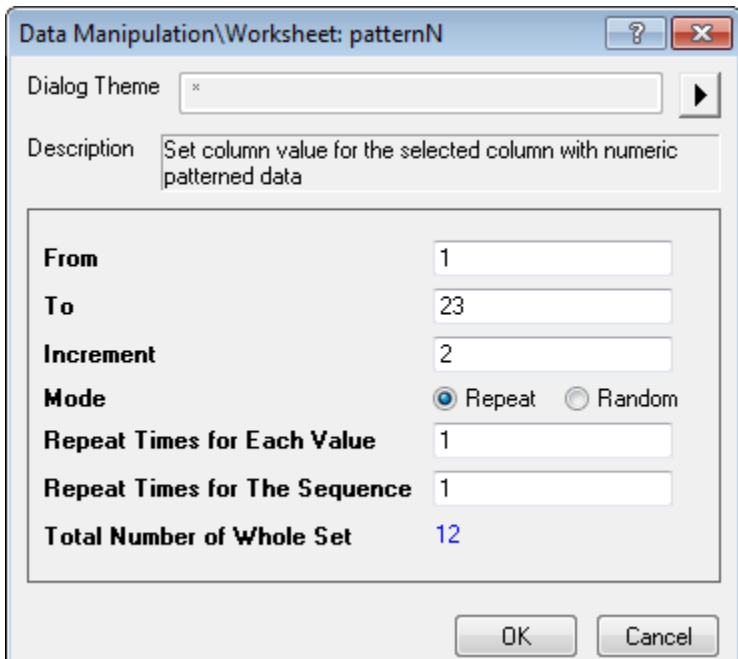 Data Manipulation\Worksheet: patternN
Dialog Theme *
Description Set column value for the selected column with numeric
patterned data
From 1
To 23
Increment 2
Mode Repeat Random
Repeat Times for Each Value 1
Repeat Times for The Sequence 1
Total Number of Whole Set 12
OK Cancel